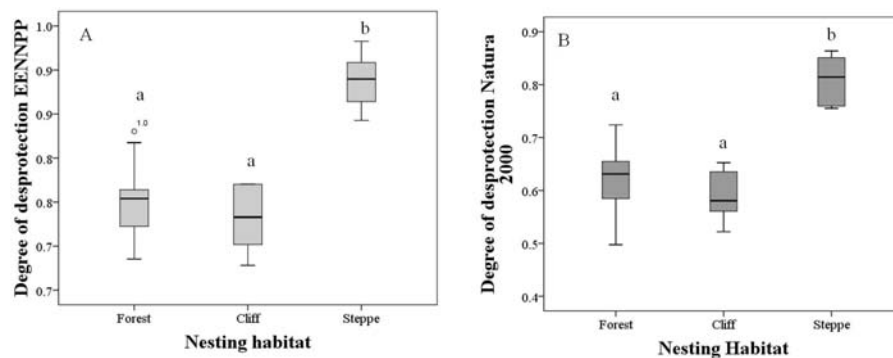 A
Degree of desprotection EENNPP
1.0
0.9
0.9
0.8
0.8
0.7
0.7
a
1.0
a
b
Forest
Cliff
Steppe
Nesting habitat
B
Degree of desprotection Natura
2000
0.9
0.8
0.7
0.6
0.5
0.4
a
a
b
Forest
Cliff
Steppe
Nesting Habitat